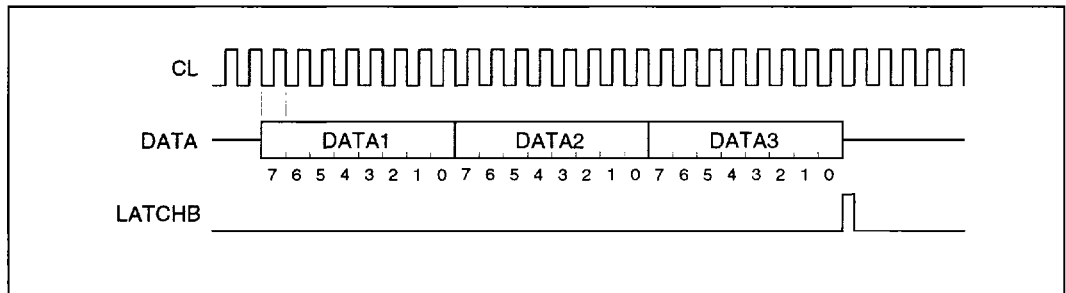 CL
DATA DATA1 DATA2 DATA3
7 6 5 4 3 2 1 0 7 6 5 4 3 2 1 0 7 6 5 4 3 2 1 0
LATCHB